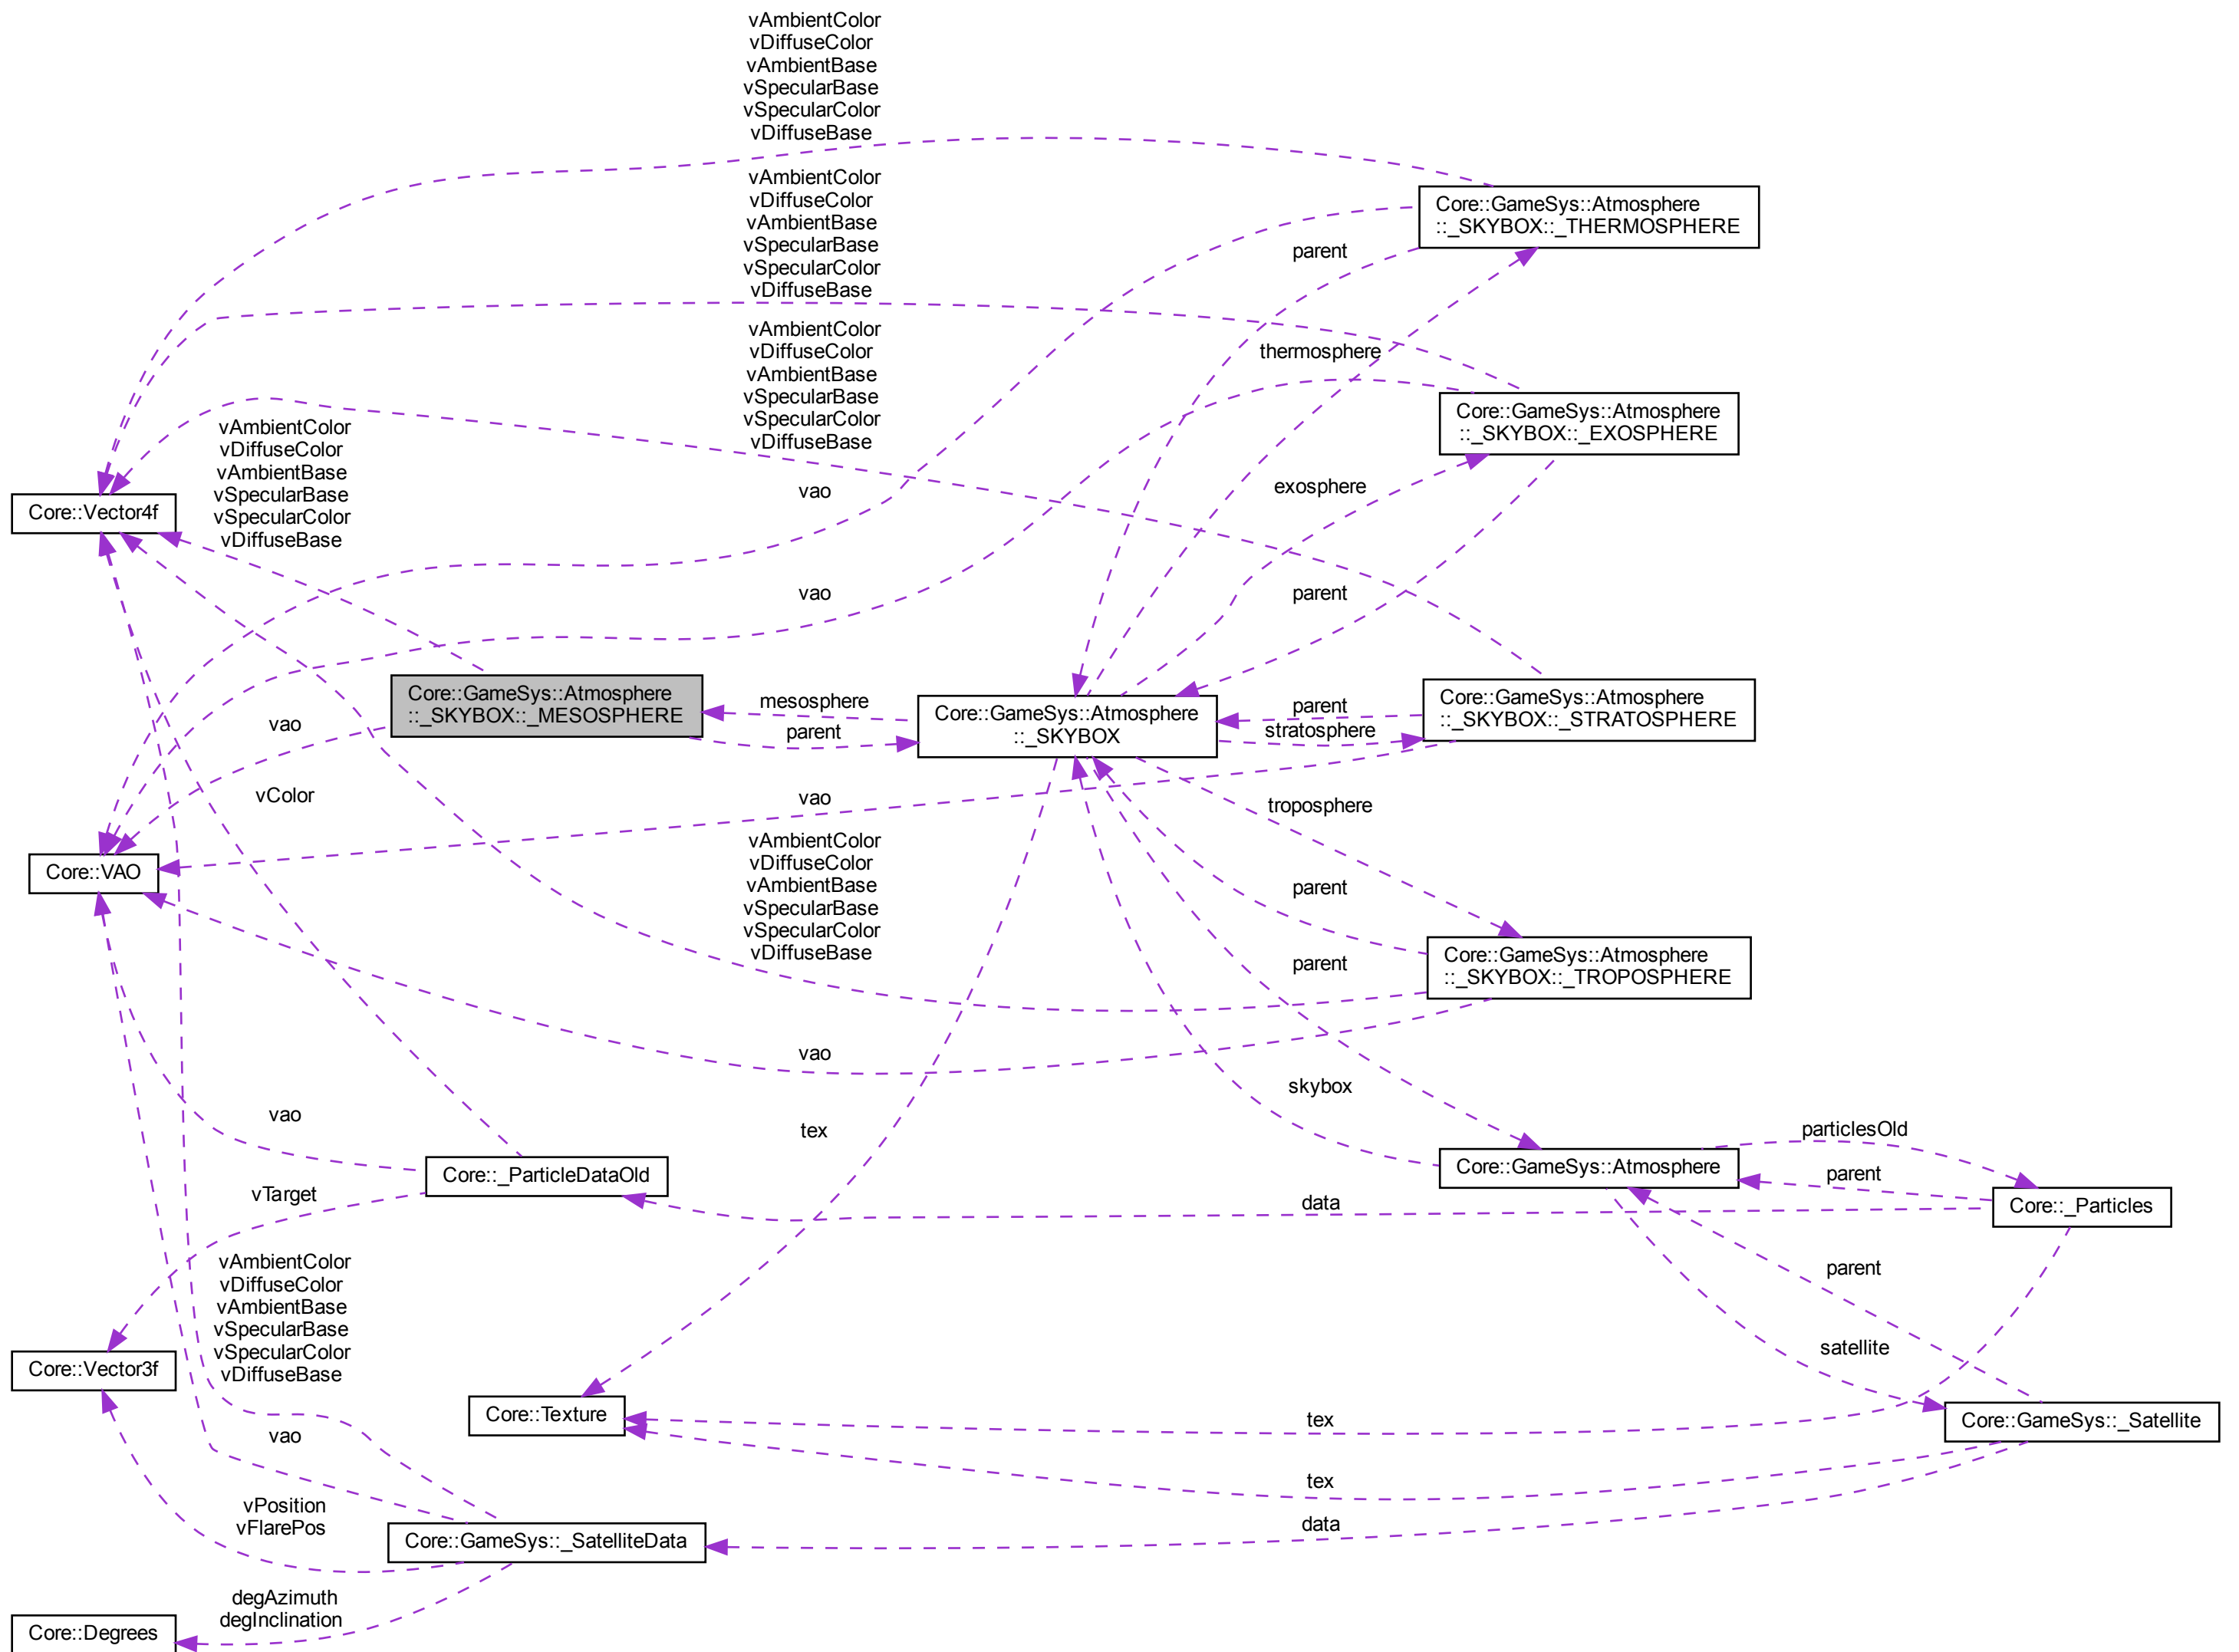 vAmbientColor
vDiffuseColor
vAmbientBase
vSpecularBase
vSpecularColor
vDiffuseBase
vAmbientColor
vDiffuseColor
vAmbientBase
vSpecularBase
vSpecularColor
vDiffuseBase
Core::GameSys::Atmosphere
::_SKYBOX::_THERMOSPHERE
parent
vAmbientColor
vDiffuseColor
vAmbientBase
vSpecularBase
vSpecularColor
vDiffuseBase
thermosphere
Core::GameSys::Atmosphere
::_SKYBOX::_EXOSPHERE
vAmbientColor
vDiffuseColor
vAmbientBase
vSpecularBase
vSpecularColor
vDiffuseBase
Core::Vector4f
vao
exosphere
vao
parent
Core::GameSys::Atmosphere
::_SKYBOX::_MESOSPHERE
mesosphere
parent
Core::GameSys::Atmosphere
::_SKYBOX
parent
stratosphere
Core::GameSys::Atmosphere
::_SKYBOX::_STRATOSPHERE
vao
vColor
vao
troposphere
Core::VAO
vAmbientColor
vDiffuseColor
vAmbientBase
vSpecularBase
vSpecularColor
vDiffuseBase
parent
parent
Core::GameSys::Atmosphere
::_SKYBOX::_TROPOSPHERE
vao
skybox
vao
tex
particlesOld
Core::_ParticleDataOld
Core::GameSys::Atmosphere
parent
vTarget
data
Core::_Particles
vAmbientColor
vDiffuseColor
vAmbientBase
vSpecularBase
vSpecularColor
vDiffuseBase
parent
satellite
Core::Vector3f
Core::Texture
tex
Core::GameSys::_Satellite
vao
tex
vPosition
vFlarePos
data
Core::GameSys::_SatelliteData
degAzimuth
degInclination
Core::Degrees